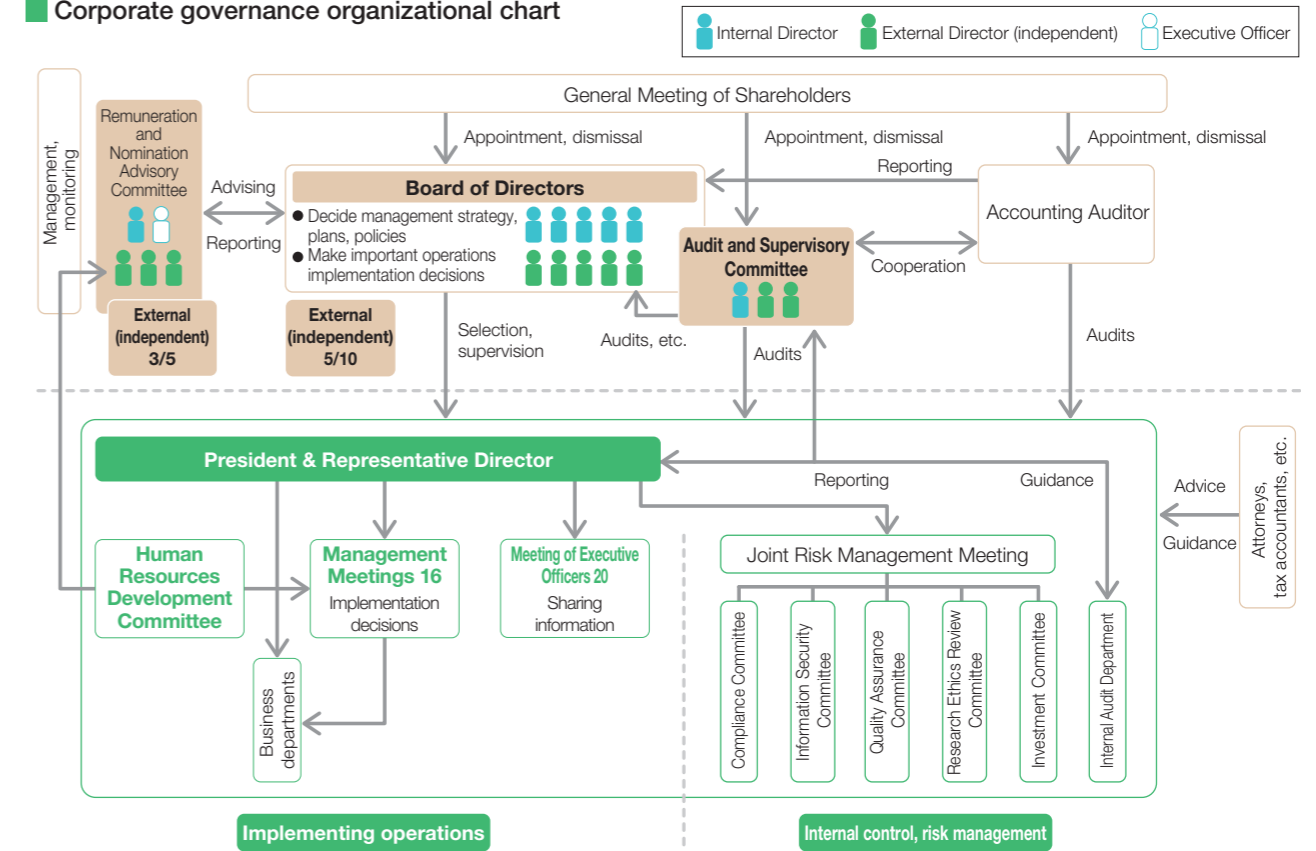 Corporate governance organizational chart
Internal Director
External Director (independent)
Executive Officer
Management,
monitoring
Remuneration
and
Nomination
Advisory
Committee
External
(independent)
3/5
General Meeting of Shareholders
Appointment, dismissal
Appointment, dismissal
Appointment, dismissal
Advising
Reporting
Board of Directors
● Decide management strategy,
plans, policies
● Make important operations
implementation decisions
External
(independent)
5/10
Reporting
Accounting Auditor
Audit and Supervisory
Committee
Cooperation
Selection,
supervision
Audits, etc.
Audits
Audits
President & Representative Director
Reporting
Guidance
Advice
Guidance
Attorneys,
tax accountants, etc.
Human
Resources
Development
Committee
Management
Meetings 16
Implementation
decisions
Meeting of Executive
Officers 20
Sharing
information
Business
departments
Joint Risk Management Meeting
Compliance Committee
Information Security
Committee
Quality Assurance
Committee
Research Ethics Review
Committee
Investment Committee
Internal Audit Department
Implementing operations
Internal control, risk management